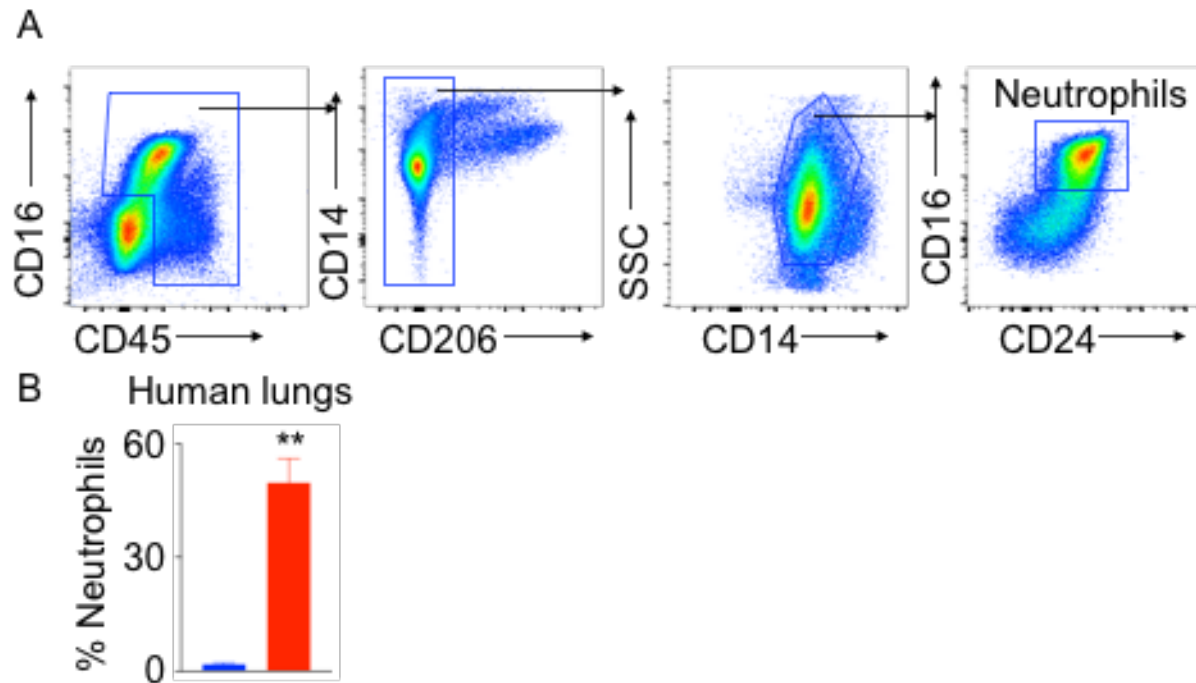 A
CD16
CD45
CD14
CD206
SSC
CD14
Neutrophils
CD16
CD24
B
Human lungs
% Neutrophils
60
30
0
**